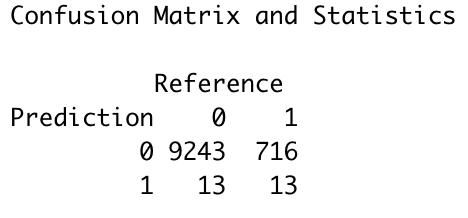 Confusion Matrix and Statistics
Reference
Prediction 0 1
0 9243 716
1 13 13